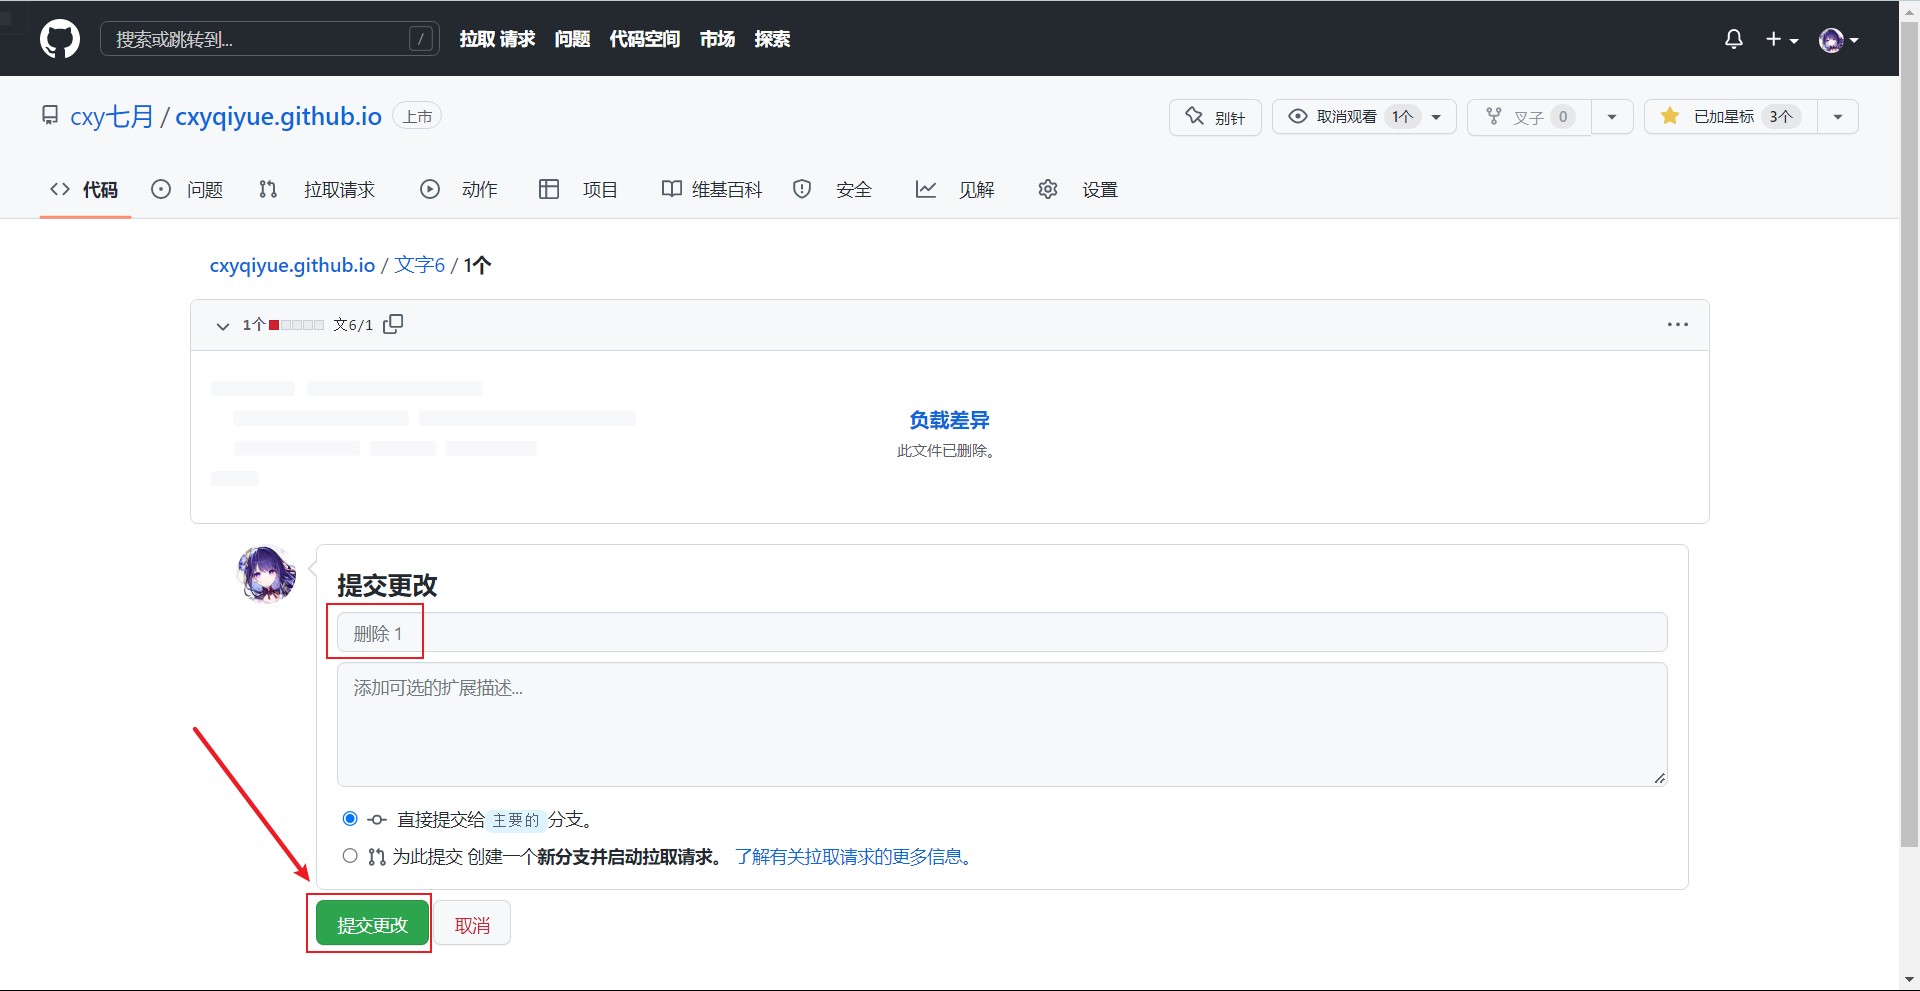 搜索或跳转到... / 拉取 请求 问题 代码空间 市场 探索
cxy七月 / cxyqiyue.github.io 上市 别针 取消观看 1个 叉子 0 已加星标 3个
代码 问题 拉取请求 动作 项目 维基百科 安全 见解 设置
cxyqiyue.github.io / 文字6 / 1个
1个 文6/1
负载差异
此文件已删除。
提交更改
删除 1
添加可选的扩展描述...
直接提交给 主要的 分支。
为此提交 创建一个新分支并启动拉取请求。 了解有关拉取请求的更多信息。
提交更改 取消